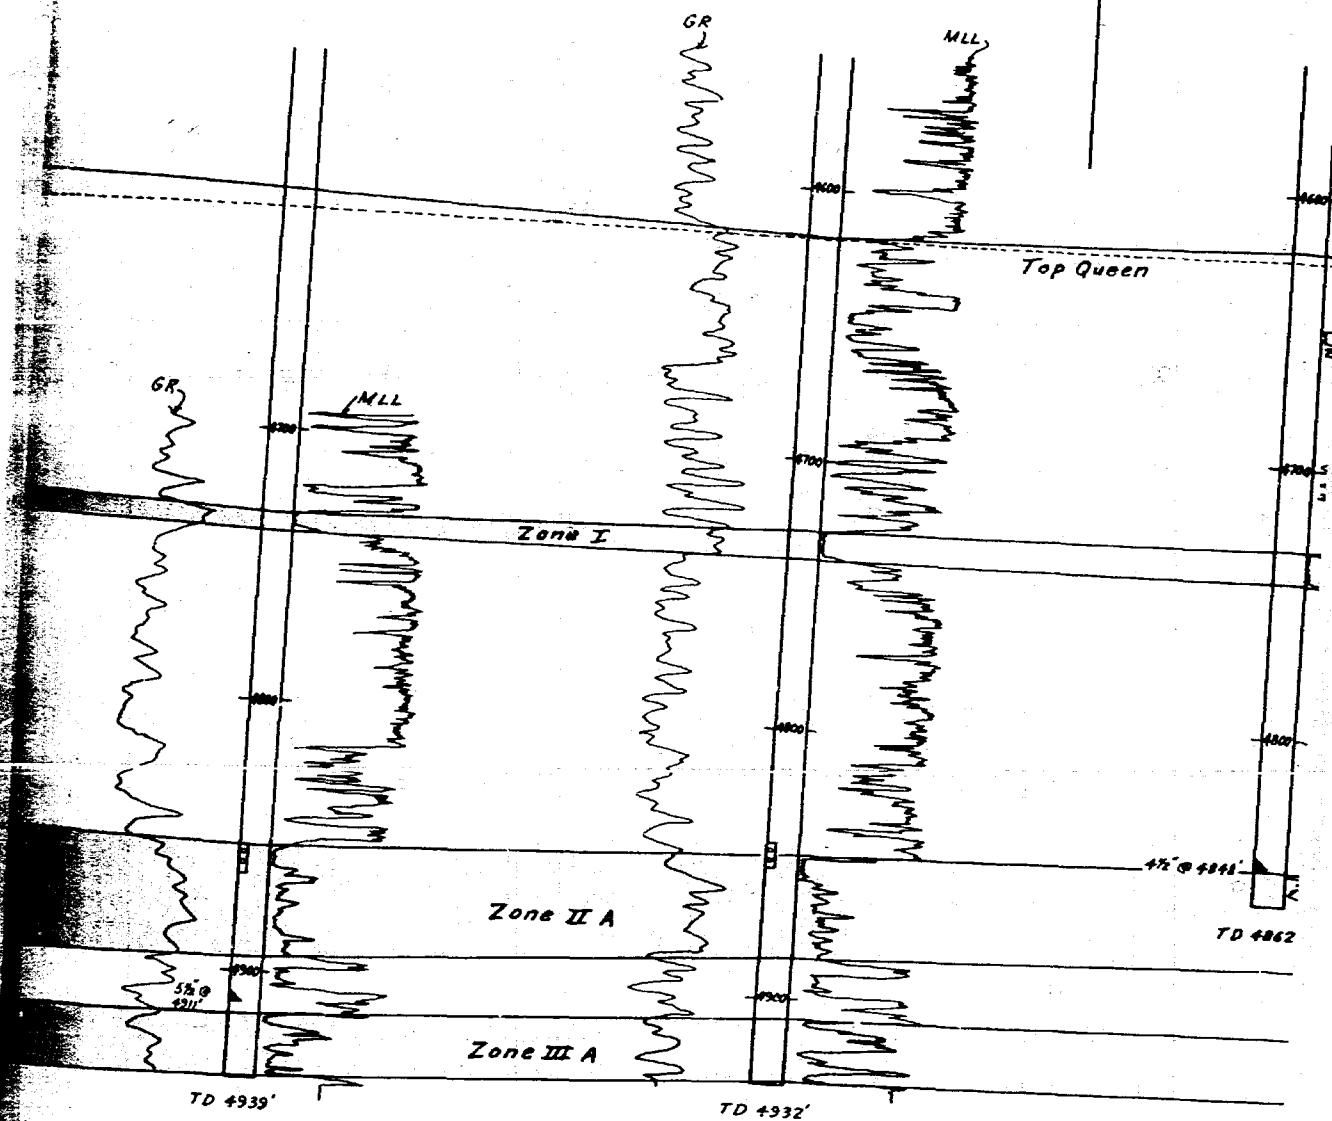 GR
MLL
4600
4600
Top Queen
GR
MLL
4700
4700
4700
Zone I
4800
4800
4800
4½" @ 4848'
Zone II A
TD 4862
4900
5½" @
4911'
4900
Zone III A
TD 4939'
TD 4932'